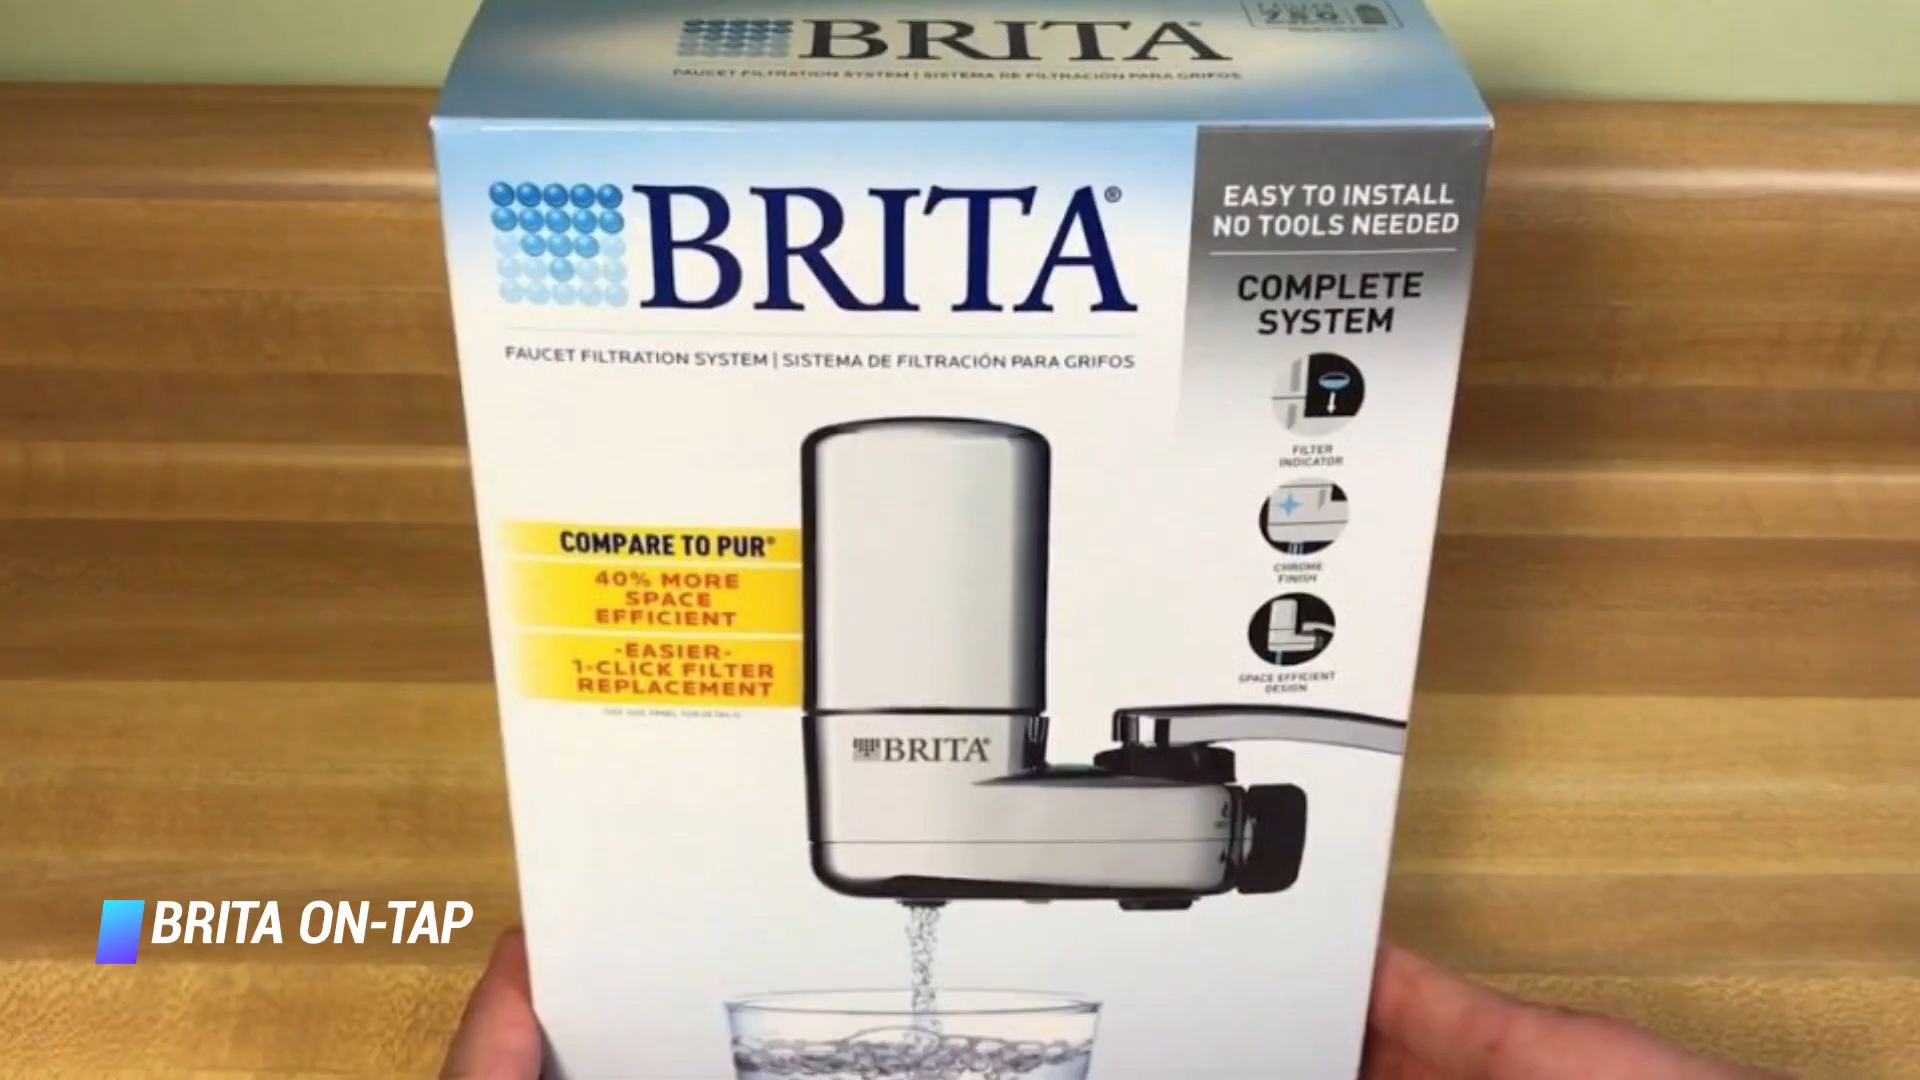 BRITA
FAUCET FILTRATION SYSTEM | SISTEMA DE FILTRACIÓN PARA GRIFOS
BRITA®
FAUCET FILTRATION SYSTEM | SISTEMA DE FILTRACIÓN PARA GRIFOS
EASY TO INSTALL
NO TOOLS NEEDED
COMPLETE
SYSTEM
FILTER
INDICATOR
CHROME
FINISH
SPACE EFFICIENT
DESIGN
COMPARE TO PUR®
40% MORE
SPACE
EFFICIENT
-EASIER-
1-CLICK FILTER
REPLACEMENT
BRITA®
BRITA ON-TAP